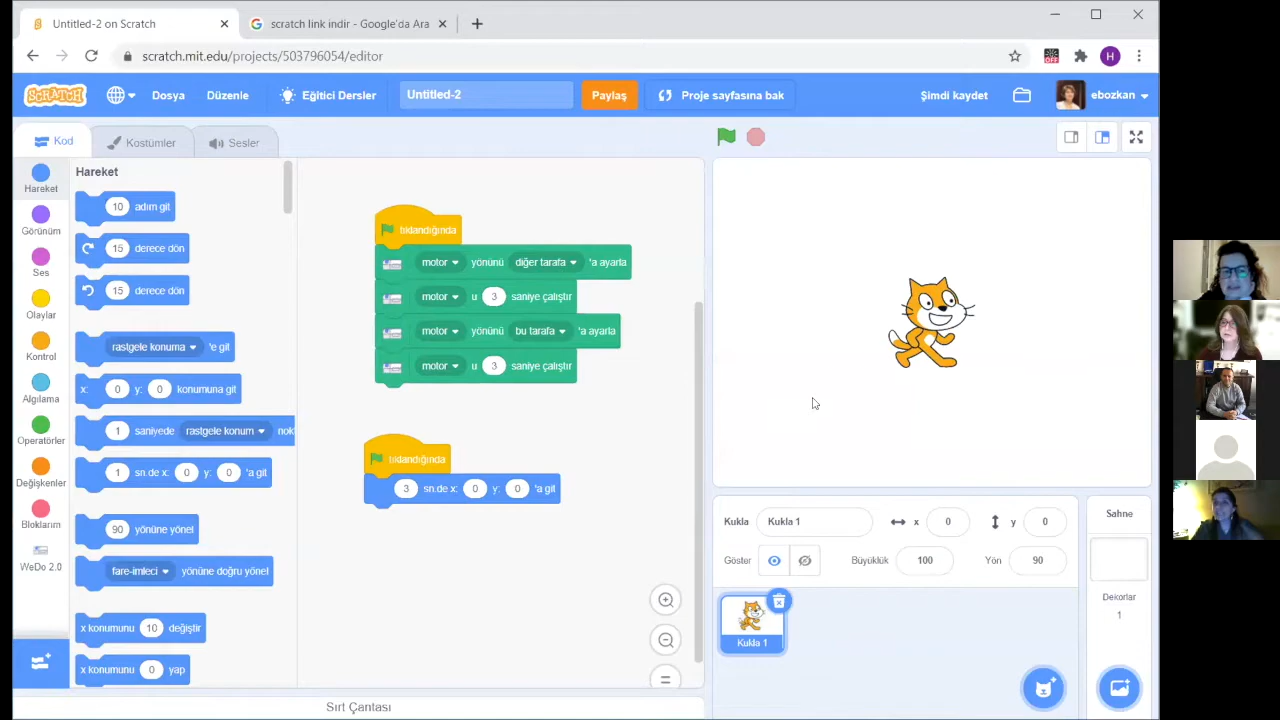 Untitled-2 on Scratch
scratch link indir - Google'da Ara
scratch.mit.edu/projects/503796054/editor
OFF
H
SCRATCH
Dosya
Düzenle
Eğitici Dersler
Untitled-2
Paylaş
Proje sayfasına bak
Şimdi kaydet
ebozkan
Kod
Kostümler
Sesler
Hareket
Görünüm
Ses
Olaylar
Kontrol
Algılama
Operatörler
Değişkenler
Bloklarım
WeDo 2.0
Hareket
10 adım git
15 derece dön
15 derece dön
rastgele konuma 'e git
x: 0 y: 0 konumuna git
1 saniyede rastgele konum nok
1 sn.de x: 0 y: 0 'a git
90 yönüne yönel
fare-imleci yönüne doğru yönel
x konumunu 10 değiştir
x konumunu 0 yap
tıklandığında
motor yönünü diğer tarafa 'a ayarla
motor u 3 saniye çalıştır
motor yönünü bu tarafa 'a ayarla
motor u 3 saniye çalıştır
tıklandığında
3 sn.de x: 0 y: 0 'a git
Sırt Çantası
Kukla Kukla 1 x 0 y 0
Göster Büyüklük 100 Yön 90
Kukla 1
Sahne
Dekorlar
1